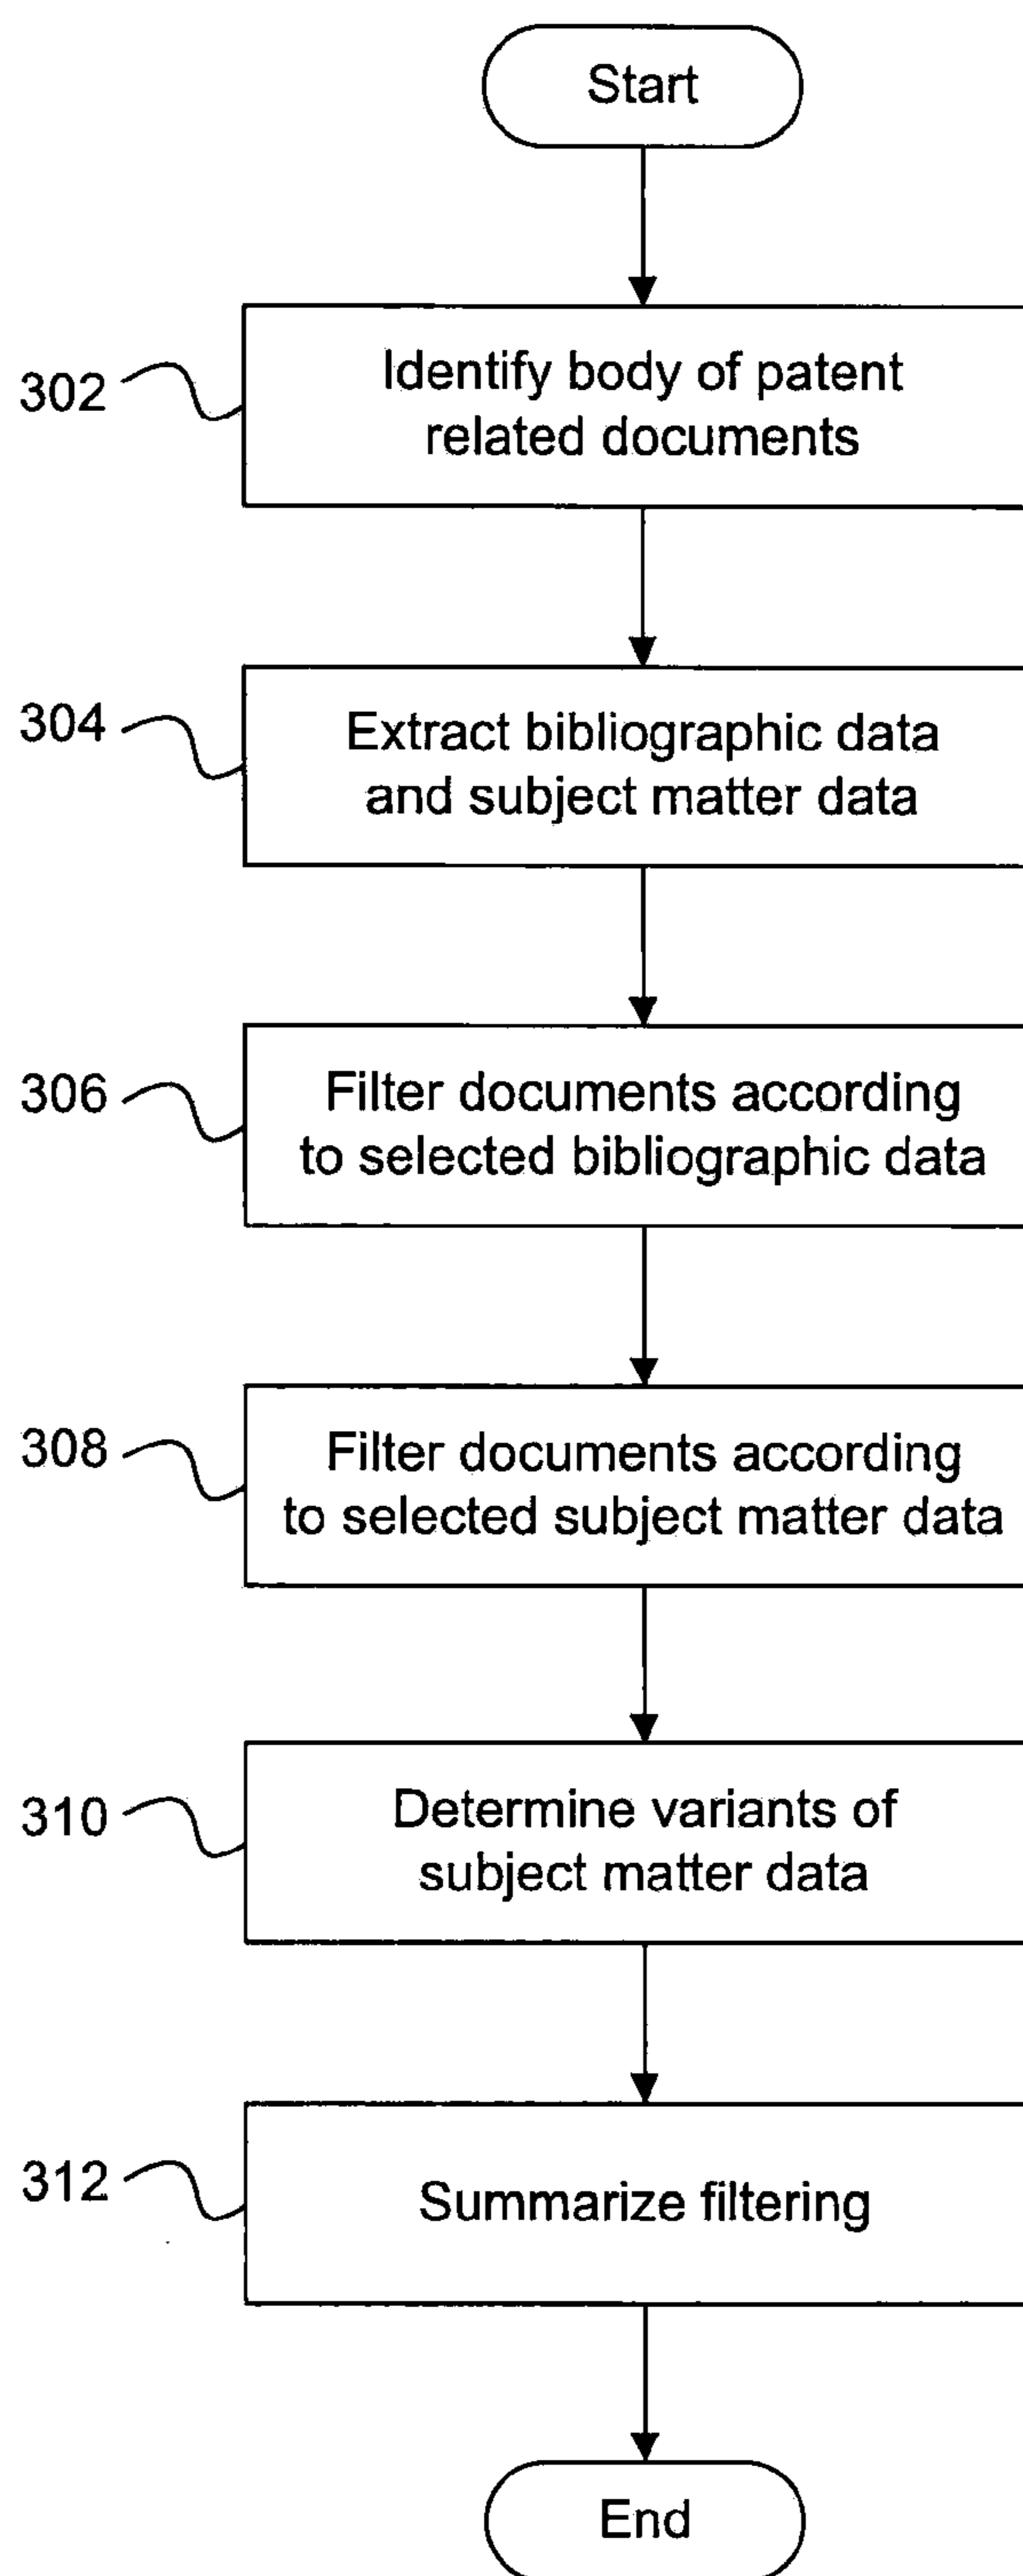 Start
302
Identify body of patent
related documents
304
Extract bibliographic data
and subject matter data
306
Filter documents according
to selected bibliographic data
308
Filter documents according
to selected subject matter data
310
Determine variants of
subject matter data
312
Summarize filtering
End